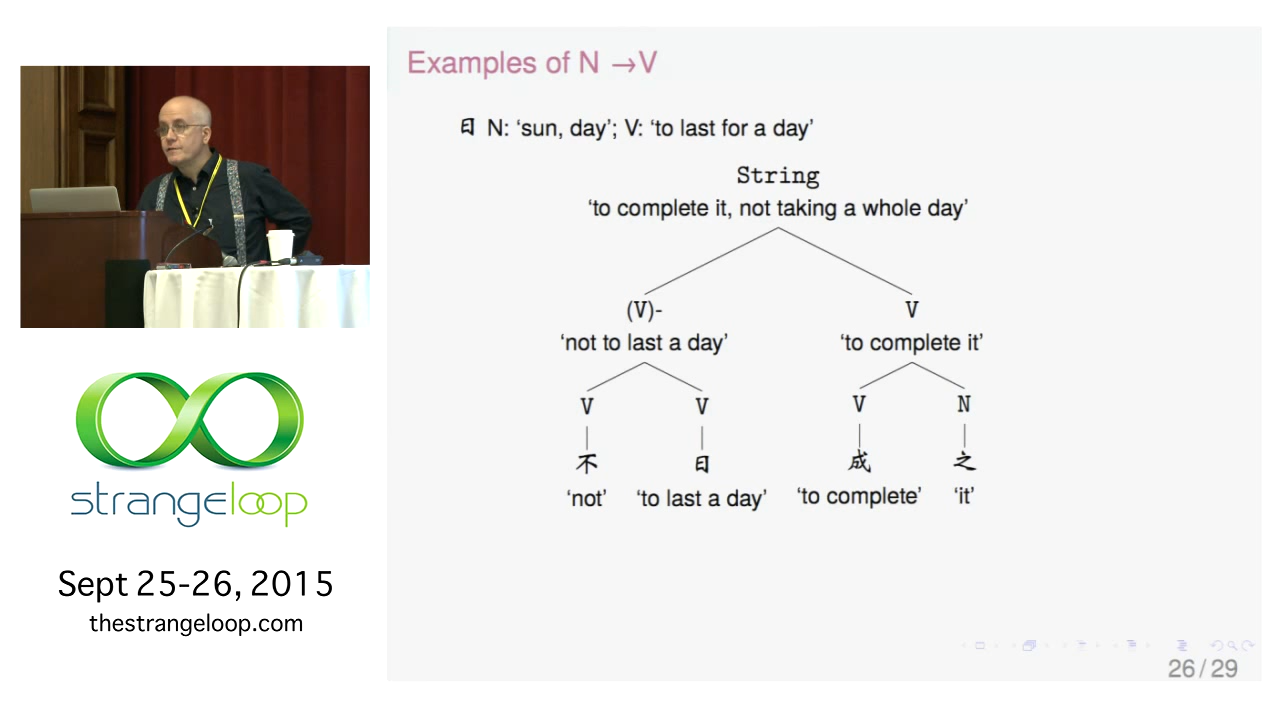 Examples of N →V
日 N: ‘sun, day’; V: ‘to last for a day’
String
‘to complete it, not taking a whole day’
(V)- V
‘not to last a day’ ‘to complete it’
V V V N
不 日 成 之
‘not’ ‘to last a day’ ‘to complete’ ‘it’
26 / 29
strangeloop
Sept 25-26, 2015
thestrangeloop.com